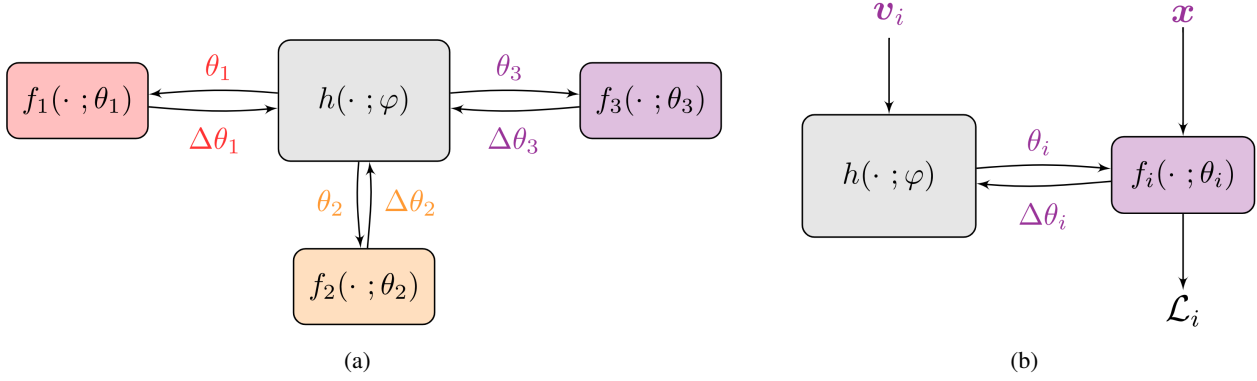 θ₁
f₁(· ; θ₁)
Δθ₁
h(· ; φ)
θ₃
f₃(· ; θ₃)
Δθ₃
θ₂
Δθ₂
f₂(· ; θ₂)
(a)
𝒗ᵢ
𝒙
h(· ; φ)
θᵢ
fᵢ(· ; θᵢ)
Δθᵢ
ℒᵢ
(b)